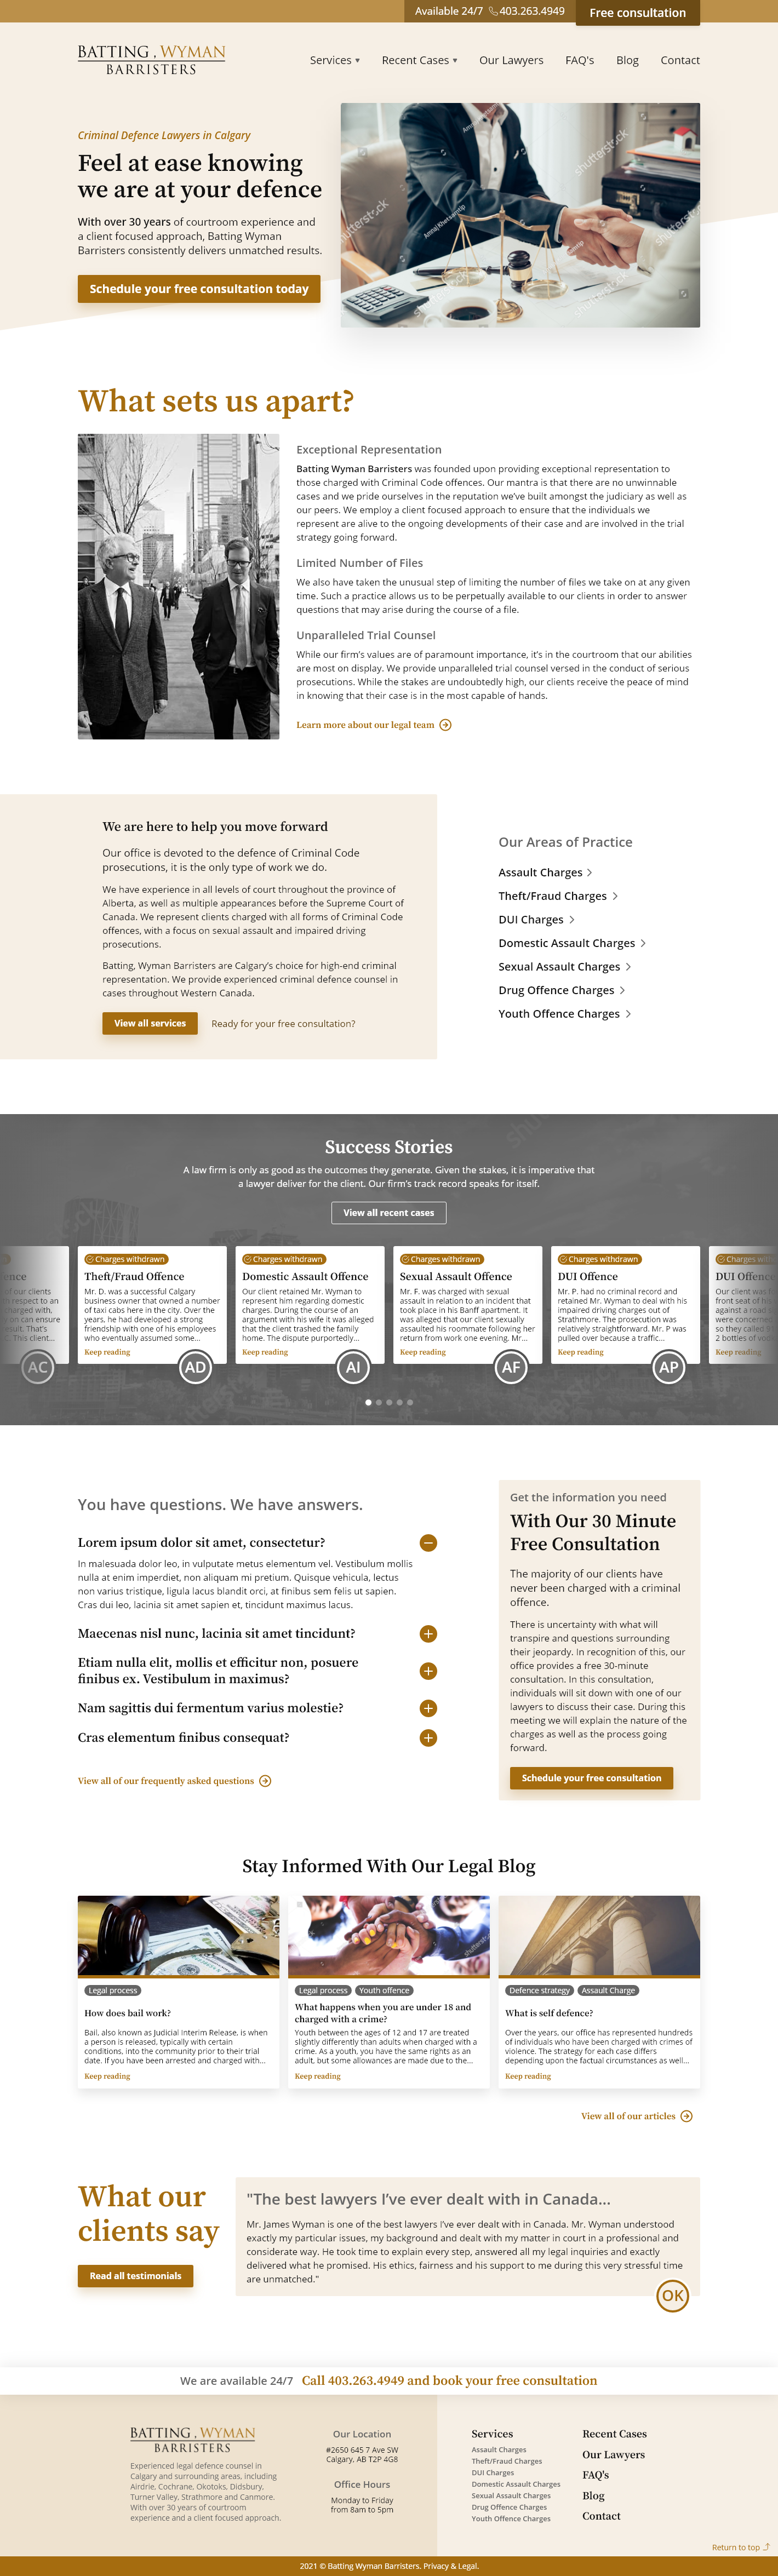 Available 24/7 403.263.4949
Free consultation
BATTING . WYMAN
BARRISTERS
Services ▼ Recent Cases ▼ Our Lawyers FAQ's Blog Contact
Criminal Defence Lawyers in Calgary
Feel at ease knowing
we are at your defence
With over 30 years of courtroom experience and
a client focused approach, Batting Wyman
Barristers consistently delivers unmatched results.
Schedule your free consultation today
shutterstock
What sets us apart?
Exceptional Representation
Batting Wyman Barristers was founded upon providing exceptional representation to
those charged with Criminal Code offences. Our mantra is that there are no unwinnable
cases and we pride ourselves in the reputation we've built amongst the judiciary as well as
our peers. We employ a client focused approach to ensure that the individuals we
represent are alive to the ongoing developments of their case and are involved in the trial
strategy going forward.
Limited Number of Files
We also have taken the unusual step of limiting the number of files we take on at any given
time. Such a practice allows us to be perpetually available to our clients in order to answer
questions that may arise during the course of a file.
Unparalleled Trial Counsel
While our firm's values are of paramount importance, it's in the courtroom that our abilities
are most on display. We provide unparalleled trial counsel versed in the conduct of serious
prosecutions. While the stakes are undoubtedly high, our clients receive the peace of mind
in knowing that their case is in the most capable of hands.
Learn more about our legal team
We are here to help you move forward
Our office is devoted to the defence of Criminal Code
prosecutions, it is the only type of work we do.
We have experience in all levels of court throughout the province of
Alberta, as well as multiple appearances before the Supreme Court of
Canada. We represent clients charged with all forms of Criminal Code
offences, with a focus on sexual assault and impaired driving
prosecutions.
Batting, Wyman Barristers are Calgary's choice for high-end criminal
representation. We provide experienced criminal defence counsel in
cases throughout Western Canada.
View all services
Ready for your free consultation?
Our Areas of Practice
Assault Charges
Theft/Fraud Charges
DUI Charges
Domestic Assault Charges
Sexual Assault Charges
Drug Offence Charges
Youth Offence Charges
Success Stories
A law firm is only as good as the outcomes they generate. Given the stakes, it is imperative that
a lawyer deliver for the client. Our firm's track record speaks for itself.
View all recent cases
AC
Charges withdrawn
Theft/Fraud Offence
Mr. D. was a successful Calgary
business owner that owned a number
of taxi cabs here in the city. Over the
years, he had developed a strong
friendship with one of his employees
who eventually assumed some...
Keep reading
AD
Charges withdrawn
Domestic Assault Offence
Our client retained Mr. Wyman to
represent him regarding domestic
charges. During the course of an
argument with his wife it was alleged
that the client trashed the family
home. The dispute purportedly...
Keep reading
AI
Charges withdrawn
Sexual Assault Offence
Mr. F. was charged with sexual
assault in relation to an incident that
took place in his Banff apartment. It
was alleged that our client sexually
assaulted his roommate following her
return from work one evening. Mr...
Keep reading
AF
Charges withdrawn
DUI Offence
Mr. P. had no criminal record and
retained Mr. Wyman to deal with his
impaired driving charges out of
Strathmore. The prosecution was
relatively straightforward. Mr. P was
pulled over because a traffic...
Keep reading
AP
DUI Offence
Keep reading
You have questions. We have answers.
Lorem ipsum dolor sit amet, consectetur?
In malesuada dolor leo, in vulputate metus elementum vel. Vestibulum mollis
nulla at enim imperdiet, non aliquam mi pretium. Quisque vehicula, lectus
non varius tristique, ligula lacus blandit orci, at finibus sem felis ut sapien.
Cras dui leo, lacinia sit amet sapien et, tincidunt maximus lacus.
Maecenas nisl nunc, lacinia sit amet tincidunt?
Etiam nulla elit, mollis et efficitur non, posuere
finibus ex. Vestibulum in maximus?
Nam sagittis dui fermentum varius molestie?
Cras elementum finibus consequat?
View all of our frequently asked questions
Get the information you need
With Our 30 Minute
Free Consultation
The majority of our clients have
never been charged with a criminal
offence.
There is uncertainty with what will
transpire and questions surrounding
their jeopardy. In recognition of this, our
office provides a free 30-minute
consultation. In this consultation,
individuals will sit down with one of our
lawyers to discuss their case. During this
meeting we will explain the nature of the
charges as well as the process going
forward.
Schedule your free consultation
Stay Informed With Our Legal Blog
Legal process
How does bail work?
Bail, also known as Judicial Interim Release, is when
a person is released, typically with certain
conditions, into the community prior to their trial
date. If you have been arrested and charged with...
Keep reading
Legal process Youth offence
What happens when you are under 18 and
charged with a crime?
Youth between the ages of 12 and 17 are treated
slightly differently than adults when charged with a
crime. As a youth, you have the same rights as an
adult, but some allowances are made due to the...
Keep reading
Defence strategy Assault Charge
What is self defence?
Over the years, our office has represented hundreds
of individuals who have been charged with crimes of
violence. The strategy for each case differs
depending upon the factual circumstances as well...
Keep reading
View all of our articles
What our
clients say
Read all testimonials
"The best lawyers I've ever dealt with in Canada...
Mr. James Wyman is one of the best lawyers I've ever dealt with in Canada. Mr. Wyman understood
exactly my particular issues, my background and dealt with my matter in court in a professional and
considerate way. He took time to explain every step, answered all my legal inquiries and exactly
delivered what he promised. His ethics, fairness and his support to me during this very stressful time
are unmatched."
OK
We are available 24/7 Call 403.263.4949 and book your free consultation
BATTING . WYMAN
BARRISTERS
Experienced legal defence counsel in
Calgary and surrounding areas, including
Airdrie, Cochrane, Okotoks, Didsbury,
Turner Valley, Strathmore and Canmore.
With over 30 years of courtroom
experience and a client focused approach.
Our Location
#2650 645 7 Ave SW
Calgary, AB T2P 4G8
Office Hours
Monday to Friday
from 8am to 5pm
Services
Assault Charges
Theft/Fraud Charges
DUI Charges
Domestic Assault Charges
Sexual Assault Charges
Drug Offence Charges
Youth Offence Charges
Recent Cases
Our Lawyers
FAQ's
Blog
Contact
Return to top
2021 © Batting Wyman Barristers. Privacy & Legal.